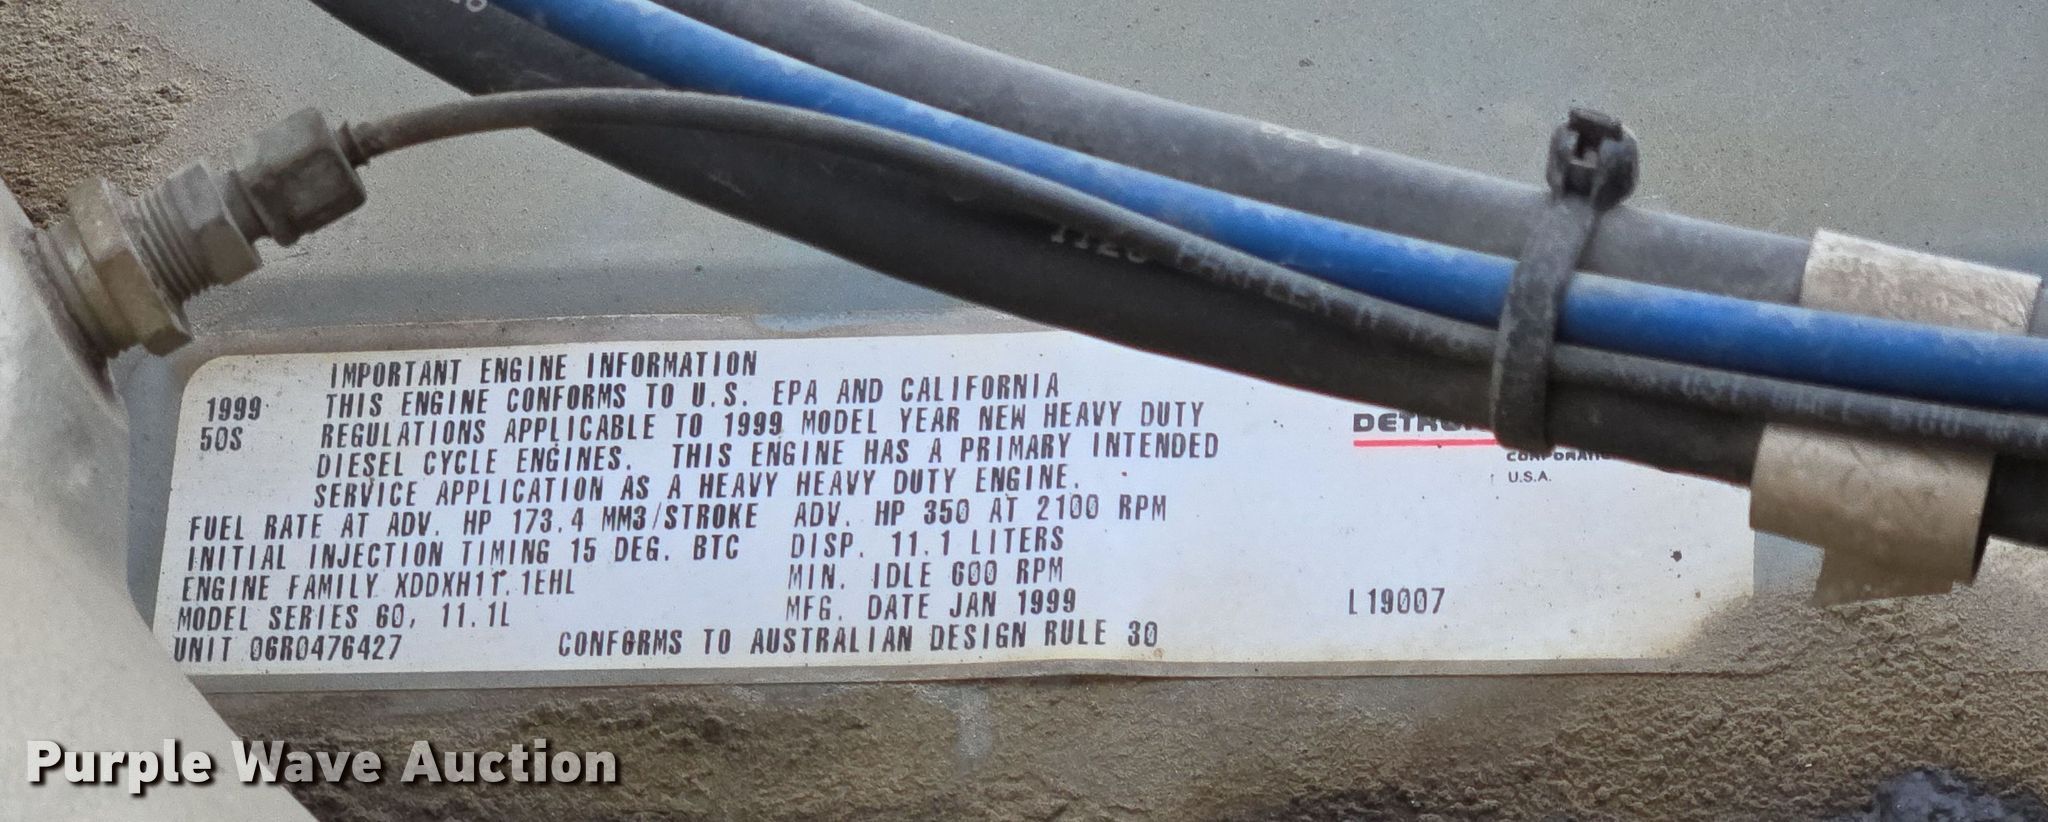 1720 PARFLEX
IMPORTANT ENGINE INFORMATION
1999 THIS ENGINE CONFORMS TO U.S. EPA AND CALIFORNIA
50S REGULATIONS APPLICABLE TO 1999 MODEL YEAR NEW HEAVY DUTY
DIESEL CYCLE ENGINES. THIS ENGINE HAS A PRIMARY INTENDED
SERVICE APPLICATION AS A HEAVY HEAVY DUTY ENGINE.
U.S.A.
FUEL RATE AT ADV. HP 173.4 MM3/STROKE ADV. HP 350 AT 2100 RPM
INITIAL INJECTION TIMING 15 DEG. BTC DISP. 11.1 LITERS
ENGINE FAMILY XDDXH11.1EHL MIN. IDLE 600 RPM
MODEL SERIES 60, 11.1L MFG. DATE JAN 1999 L19007
UNIT 06R0476427 CONFORMS TO AUSTRALIAN DESIGN RULE 30
Purple Wave Auction